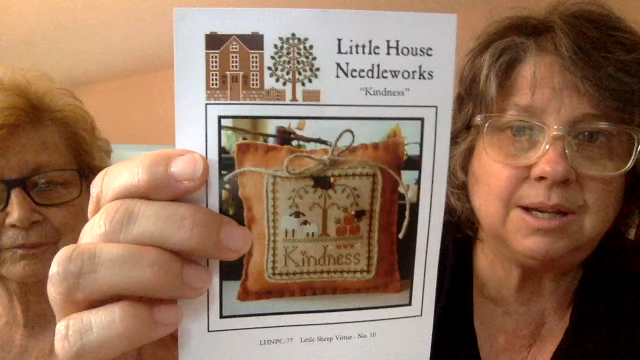 Little House
Needleworks
"Kindness"
Kindness
LHNPC-77 Little Sheep Virtue - No. 10